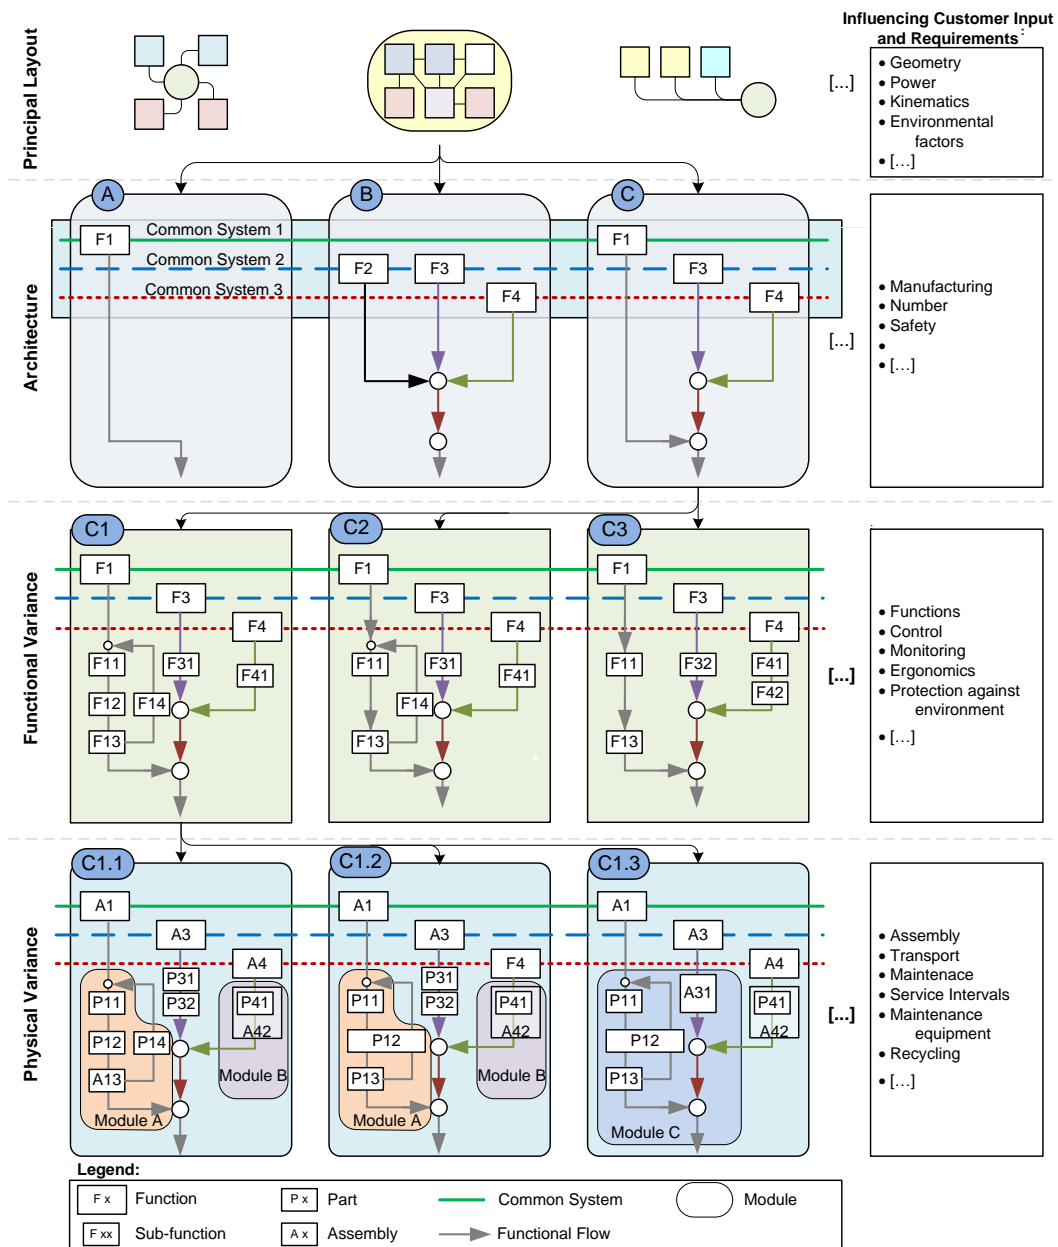 Influencing Customer Input
and Requirements :
Principal Layout
[...]
• Geometry
• Power
• Kinematics
• Environmental
factors
• [...]
Architecture
A
B
C
Common System 1
F1
F1
Common System 2
F2
F3
F3
Common System 3
F4
F4
[...]
• Manufacturing
• Number
• Safety
•
• [...]
Functional Variance
C1
C2
C3
F1
F1
F1
F3
F3
F3
F4
F4
F4
F11
F31
F41
F11
F31
F41
F11
F32
F41
F12
F14
F14
F42
F13
F13
F13
A
[...]
• Functions
• Control
• Monitoring
• Ergonomics
• Protection against
environment
• [...]
Physical Variance
C1.1
C1.2
C1.3
A1
A1
A1
A3
A3
A3
A4
F4
A4
P31
P31
A31
P11
P32
P41
P11
P32
P41
P11
P41
P12
P14
A42
P12
A42
P12
A42
A13
P13
P13
Module B
Module B
Module A
Module A
Module C
[...]
• Assembly
• Transport
• Maintenace
• Service Intervals
• Maintenance
equipment
• Recycling
• [...]
Legend:
F x
Function
P x
Part
Common System
Module
F xx
Sub-function
A x
Assembly
Functional Flow